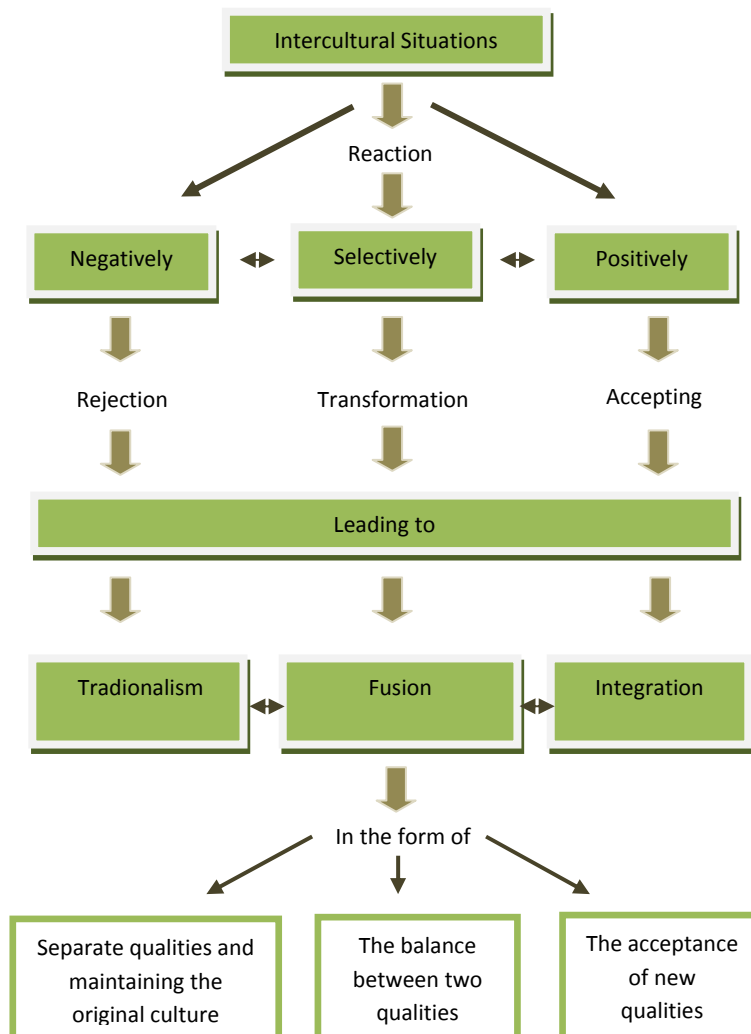 Intercultural Situations
Reaction
Negatively
Selectively
Positively
Rejection
Transformation
Accepting
Leading to
Tradionalism
Fusion
Integration
In the form of
Separate qualities and
maintaining the
original culture
The balance
between two
qualities
The acceptance
of new
qualities